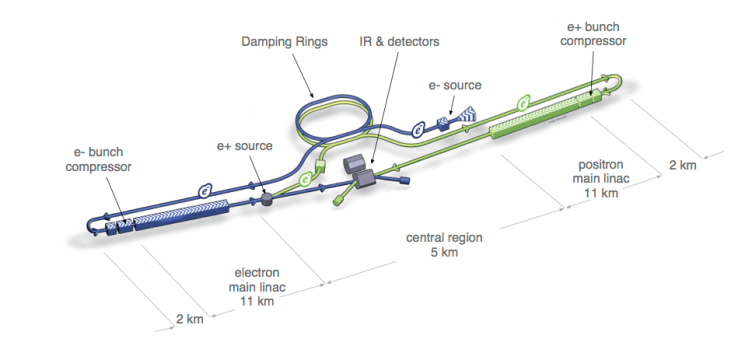 e+ bunch
compressor
Damping Rings
IR & detectors
e- source
e+ source
e- bunch
compressor
e-
e-
e-
e-
positron
main linac
11 km
2 km
central region
5 km
electron
main linac
11 km
2 km